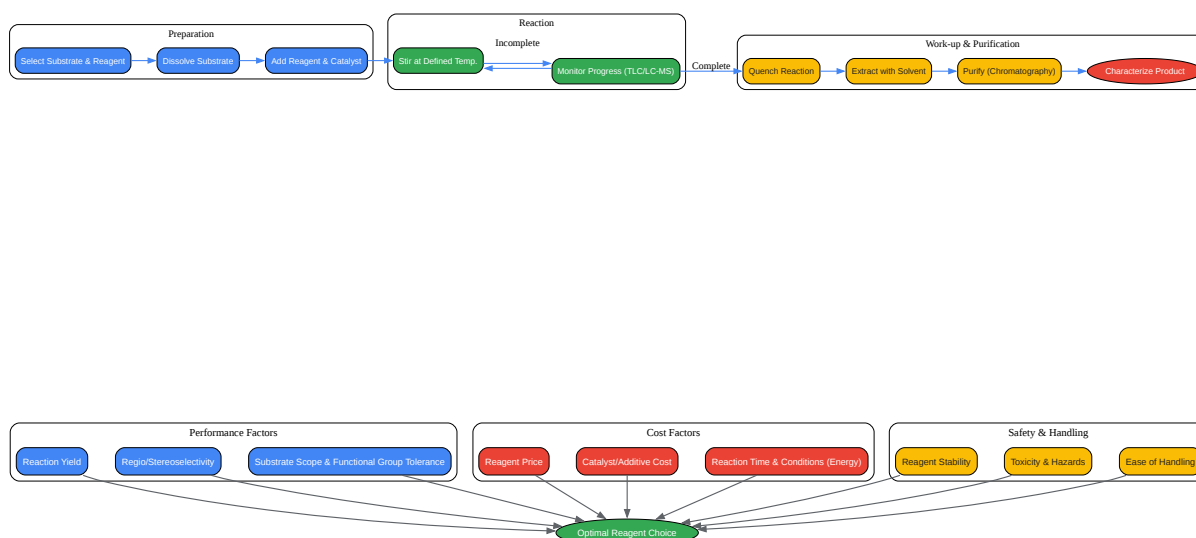 Preparation
Select Substrate & Reagent
Dissolve Substrate
Add Reagent & Catalyst
Reaction
Incomplete
Stir at Defined Temp.
Monitor Progress (TLC/LC-MS)
Complete
Work-up & Purification
Quench Reaction
Extract with Solvent
Purify (Chromatography)
Characterize Product
Performance Factors
Reaction Yield
Regio/Stereoselectivity
Substrate Scope & Functional Group Tolerance
Cost Factors
Reagent Price
Catalyst/Additive Cost
Reaction Time & Conditions (Energy)
Safety & Handling
Reagent Stability
Toxicity & Hazards
Ease of Handling
Optimal Reagent Choice